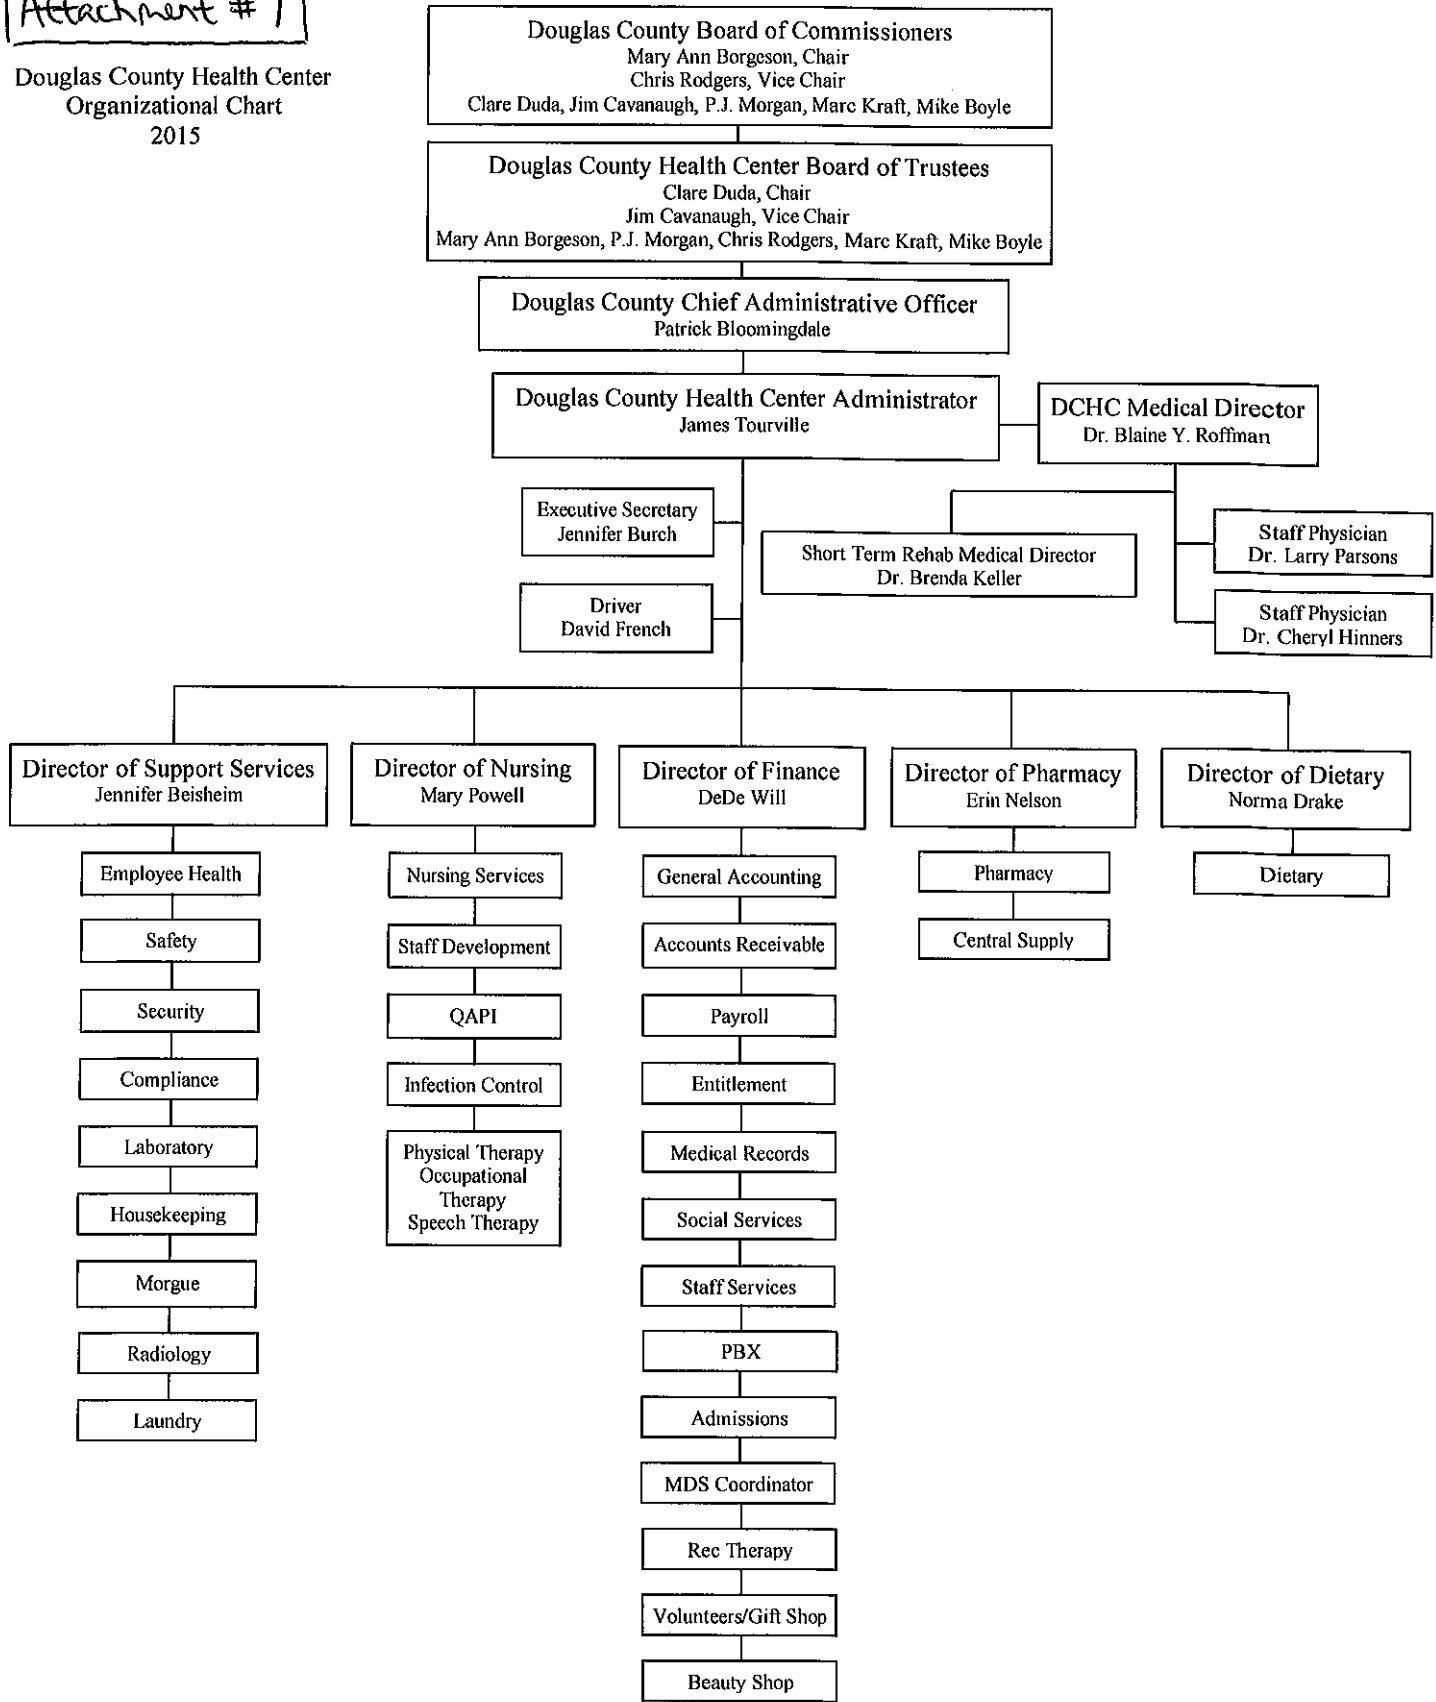 Attachment # 1
Douglas County Health Center
Organizational Chart
2015
Douglas County Board of Commissioners
Mary Ann Borgeson, Chair
Chris Rodgers, Vice Chair
Clare Duda, Jim Cavanaugh, P.J. Morgan, Marc Kraft, Mike Boyle
Douglas County Health Center Board of Trustees
Clare Duda, Chair
Jim Cavanaugh, Vice Chair
Mary Ann Borgeson, P.J. Morgan, Chris Rodgers, Marc Kraft, Mike Boyle
Douglas County Chief Administrative Officer
Patrick Bloomingdale
Douglas County Health Center Administrator
James Tourville
DCHC Medical Director
Dr. Blaine Y. Roffman
Executive Secretary
Jennifer Burch
Short Term Rehab Medical Director
Dr. Brenda Keller
Staff Physician
Dr. Larry Parsons
Driver
David French
Staff Physician
Dr. Cheryl Hinners
Director of Support Services
Jennifer Beisheim
Employee Health
Safety
Security
Compliance
Laboratory
Housekeeping
Morgue
Radiology
Laundry
Director of Nursing
Mary Powell
Nursing Services
Staff Development
QAPI
Infection Control
Physical Therapy
Occupational
Therapy
Speech Therapy
Director of Finance
DeDe Will
General Accounting
Accounts Receivable
Payroll
Entitlement
Medical Records
Social Services
Staff Services
PBX
Admissions
MDS Coordinator
Rec Therapy
Volunteers/Gift Shop
Beauty Shop
Director of Pharmacy
Erin Nelson
Pharmacy
Central Supply
Director of Dietary
Norma Drake
Dietary